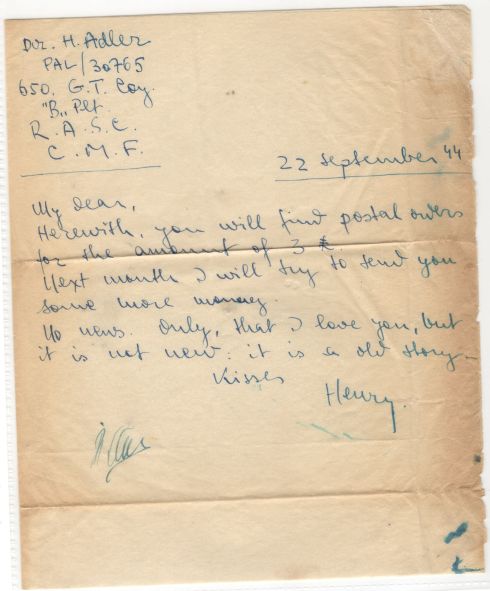 Dvr. H. Adler
PAL/30765
650. G.T. Coy.
"B„ Plt.
R.A.S.C.
C.M.F.
22 september 44
My dear,
Herewith, you will find postal orders
for the amount of 3 £.
Next month I will try to send you
some more money.
No news. Only, that I love you, but
it is not new: it is a old story—
Kisses
Henry.